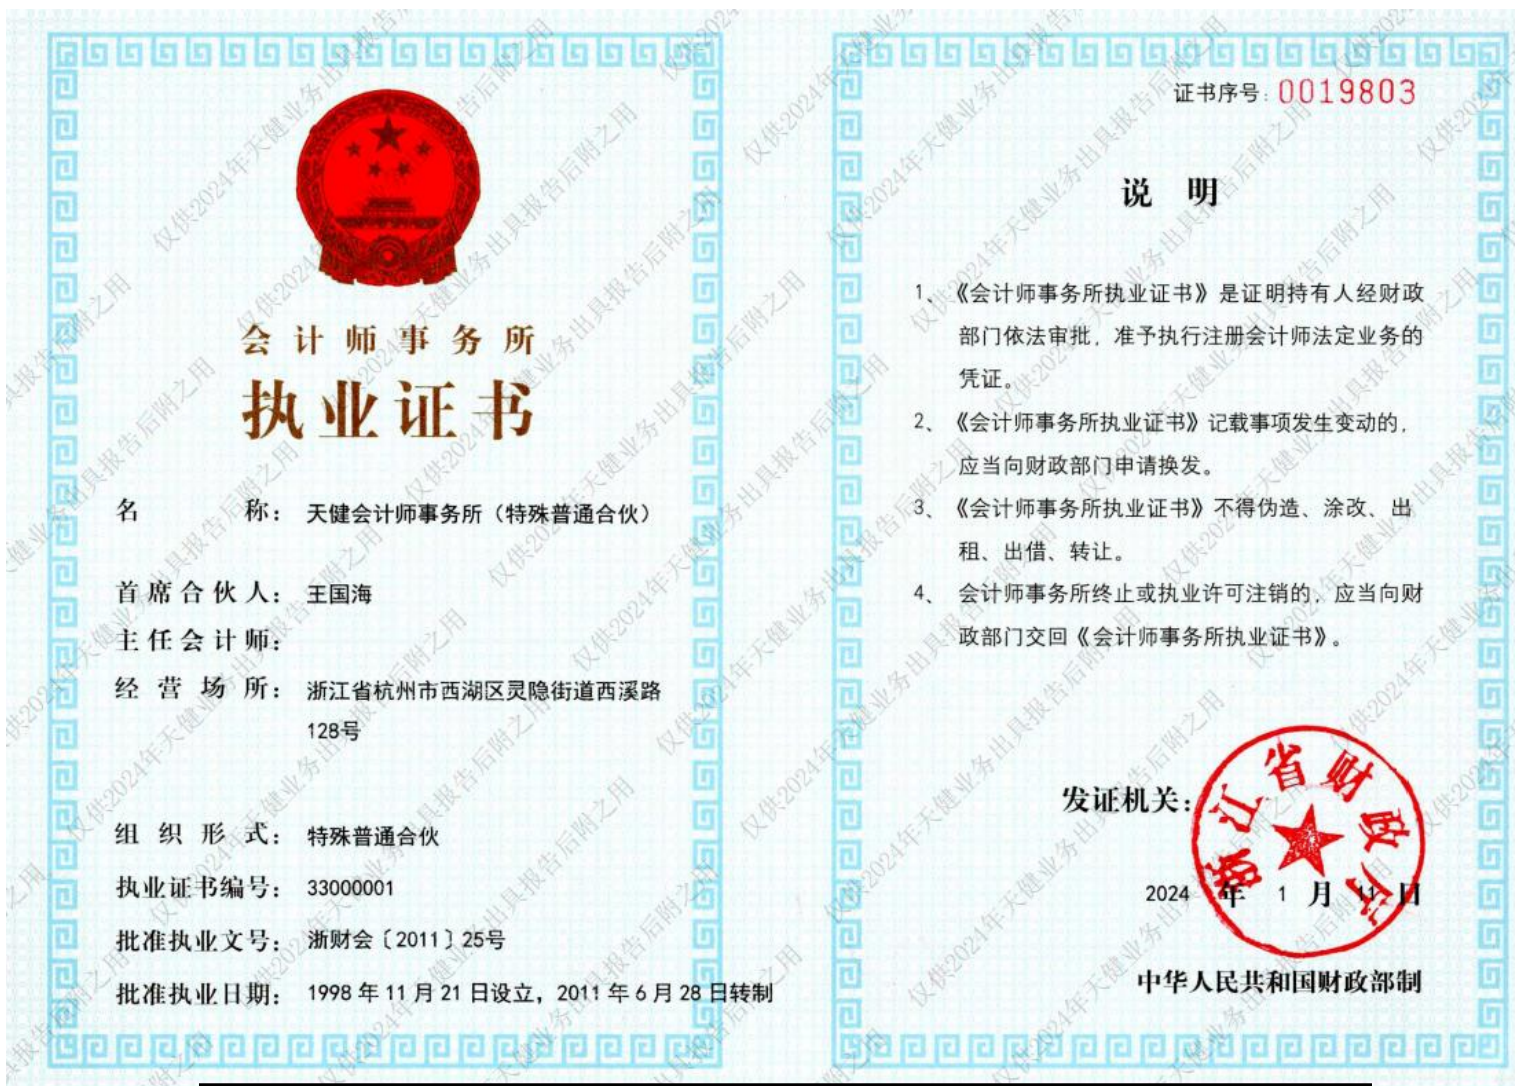 会计师事务所
执业证书
名 称： 天健会计师事务所（特殊普通合伙）
首席合伙人： 王国海
主任会计师：
经营场所： 浙江省杭州市西湖区灵隐街道西溪路
128号
组织形式： 特殊普通合伙
执业证书编号： 33000001
批准执业文号： 浙财会〔2011〕25号
批准执业日期： 1998年11月21日设立，2011年6月28日转制
证书序号：0019803
说 明
1、《会计师事务所执业证书》是证明持有人经财政
部门依法审批，准予执行注册会计师法定业务的
凭证。
2、《会计师事务所执业证书》记载事项发生变动的，
应当向财政部门申请换发。
3、《会计师事务所执业证书》不得伪造、涂改、出
租、出借、转让。
4、 会计师事务所终止或执业许可注销的，应当向财
政部门交回《会计师事务所执业证书》。
发证机关：
浙江省财政厅
2024 年 1 月 11 日
中华人民共和国财政部制
仅供2024年天健业务出具报告后附之用